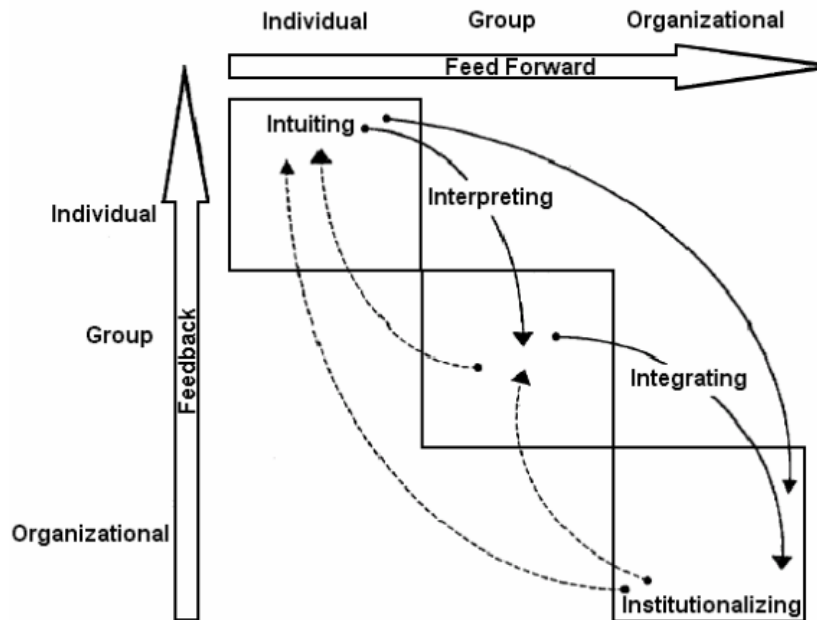 Individual Group Organizational
Feed Forward
Intuiting
Interpreting
Individual
Group
Feedback
Integrating
Organizational
Institutionalizing